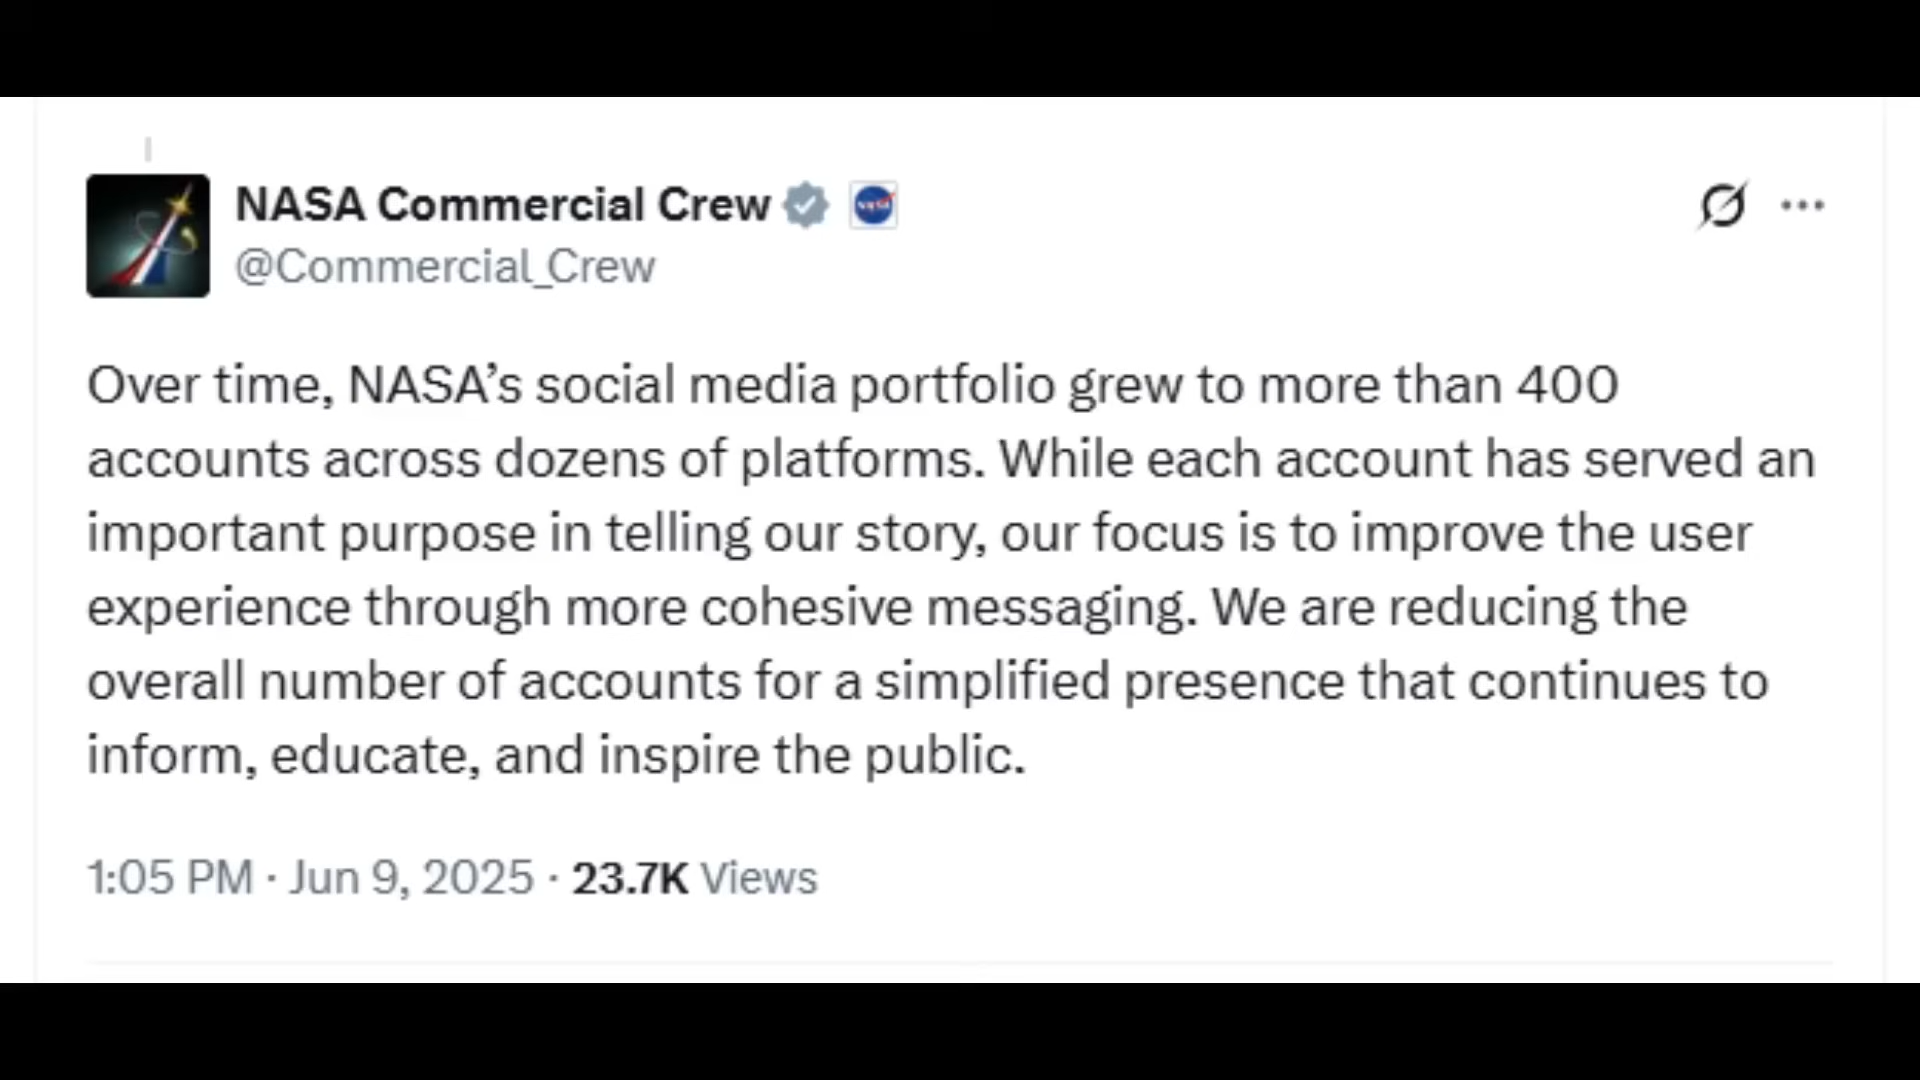 NASA Commercial Crew
@Commercial_Crew
Over time, NASA’s social media portfolio grew to more than 400
accounts across dozens of platforms. While each account has served an
important purpose in telling our story, our focus is to improve the user
experience through more cohesive messaging. We are reducing the
overall number of accounts for a simplified presence that continues to
inform, educate, and inspire the public.
1:05 PM · Jun 9, 2025 · 23.7K Views